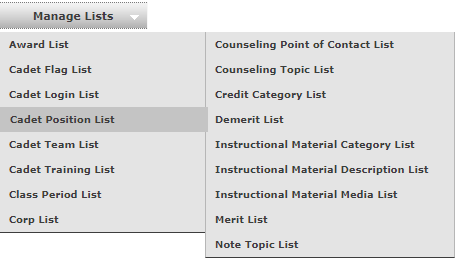 Manage Lists
Award List
Cadet Flag List
Cadet Login List
Cadet Position List
Cadet Team List
Cadet Training List
Class Period List
Corp List
Counseling Point of Contact List
Counseling Topic List
Credit Category List
Demerit List
Instructional Material Category List
Instructional Material Description List
Instructional Material Media List
Merit List
Note Topic List